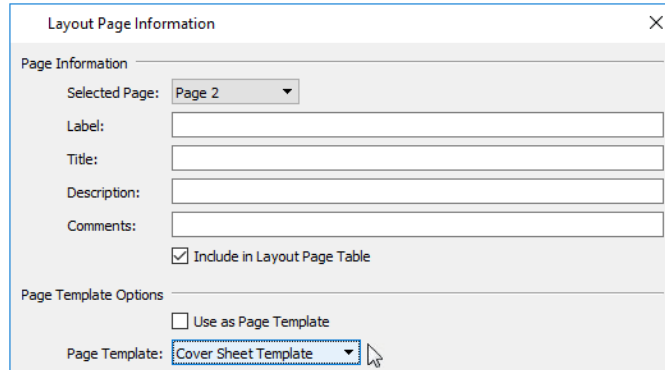 Layout Page Information
Page Information
Selected Page: Page 2
Label:
Title:
Description:
Comments:
Include in Layout Page Table
Page Template Options
Use as Page Template
Page Template: Cover Sheet Template